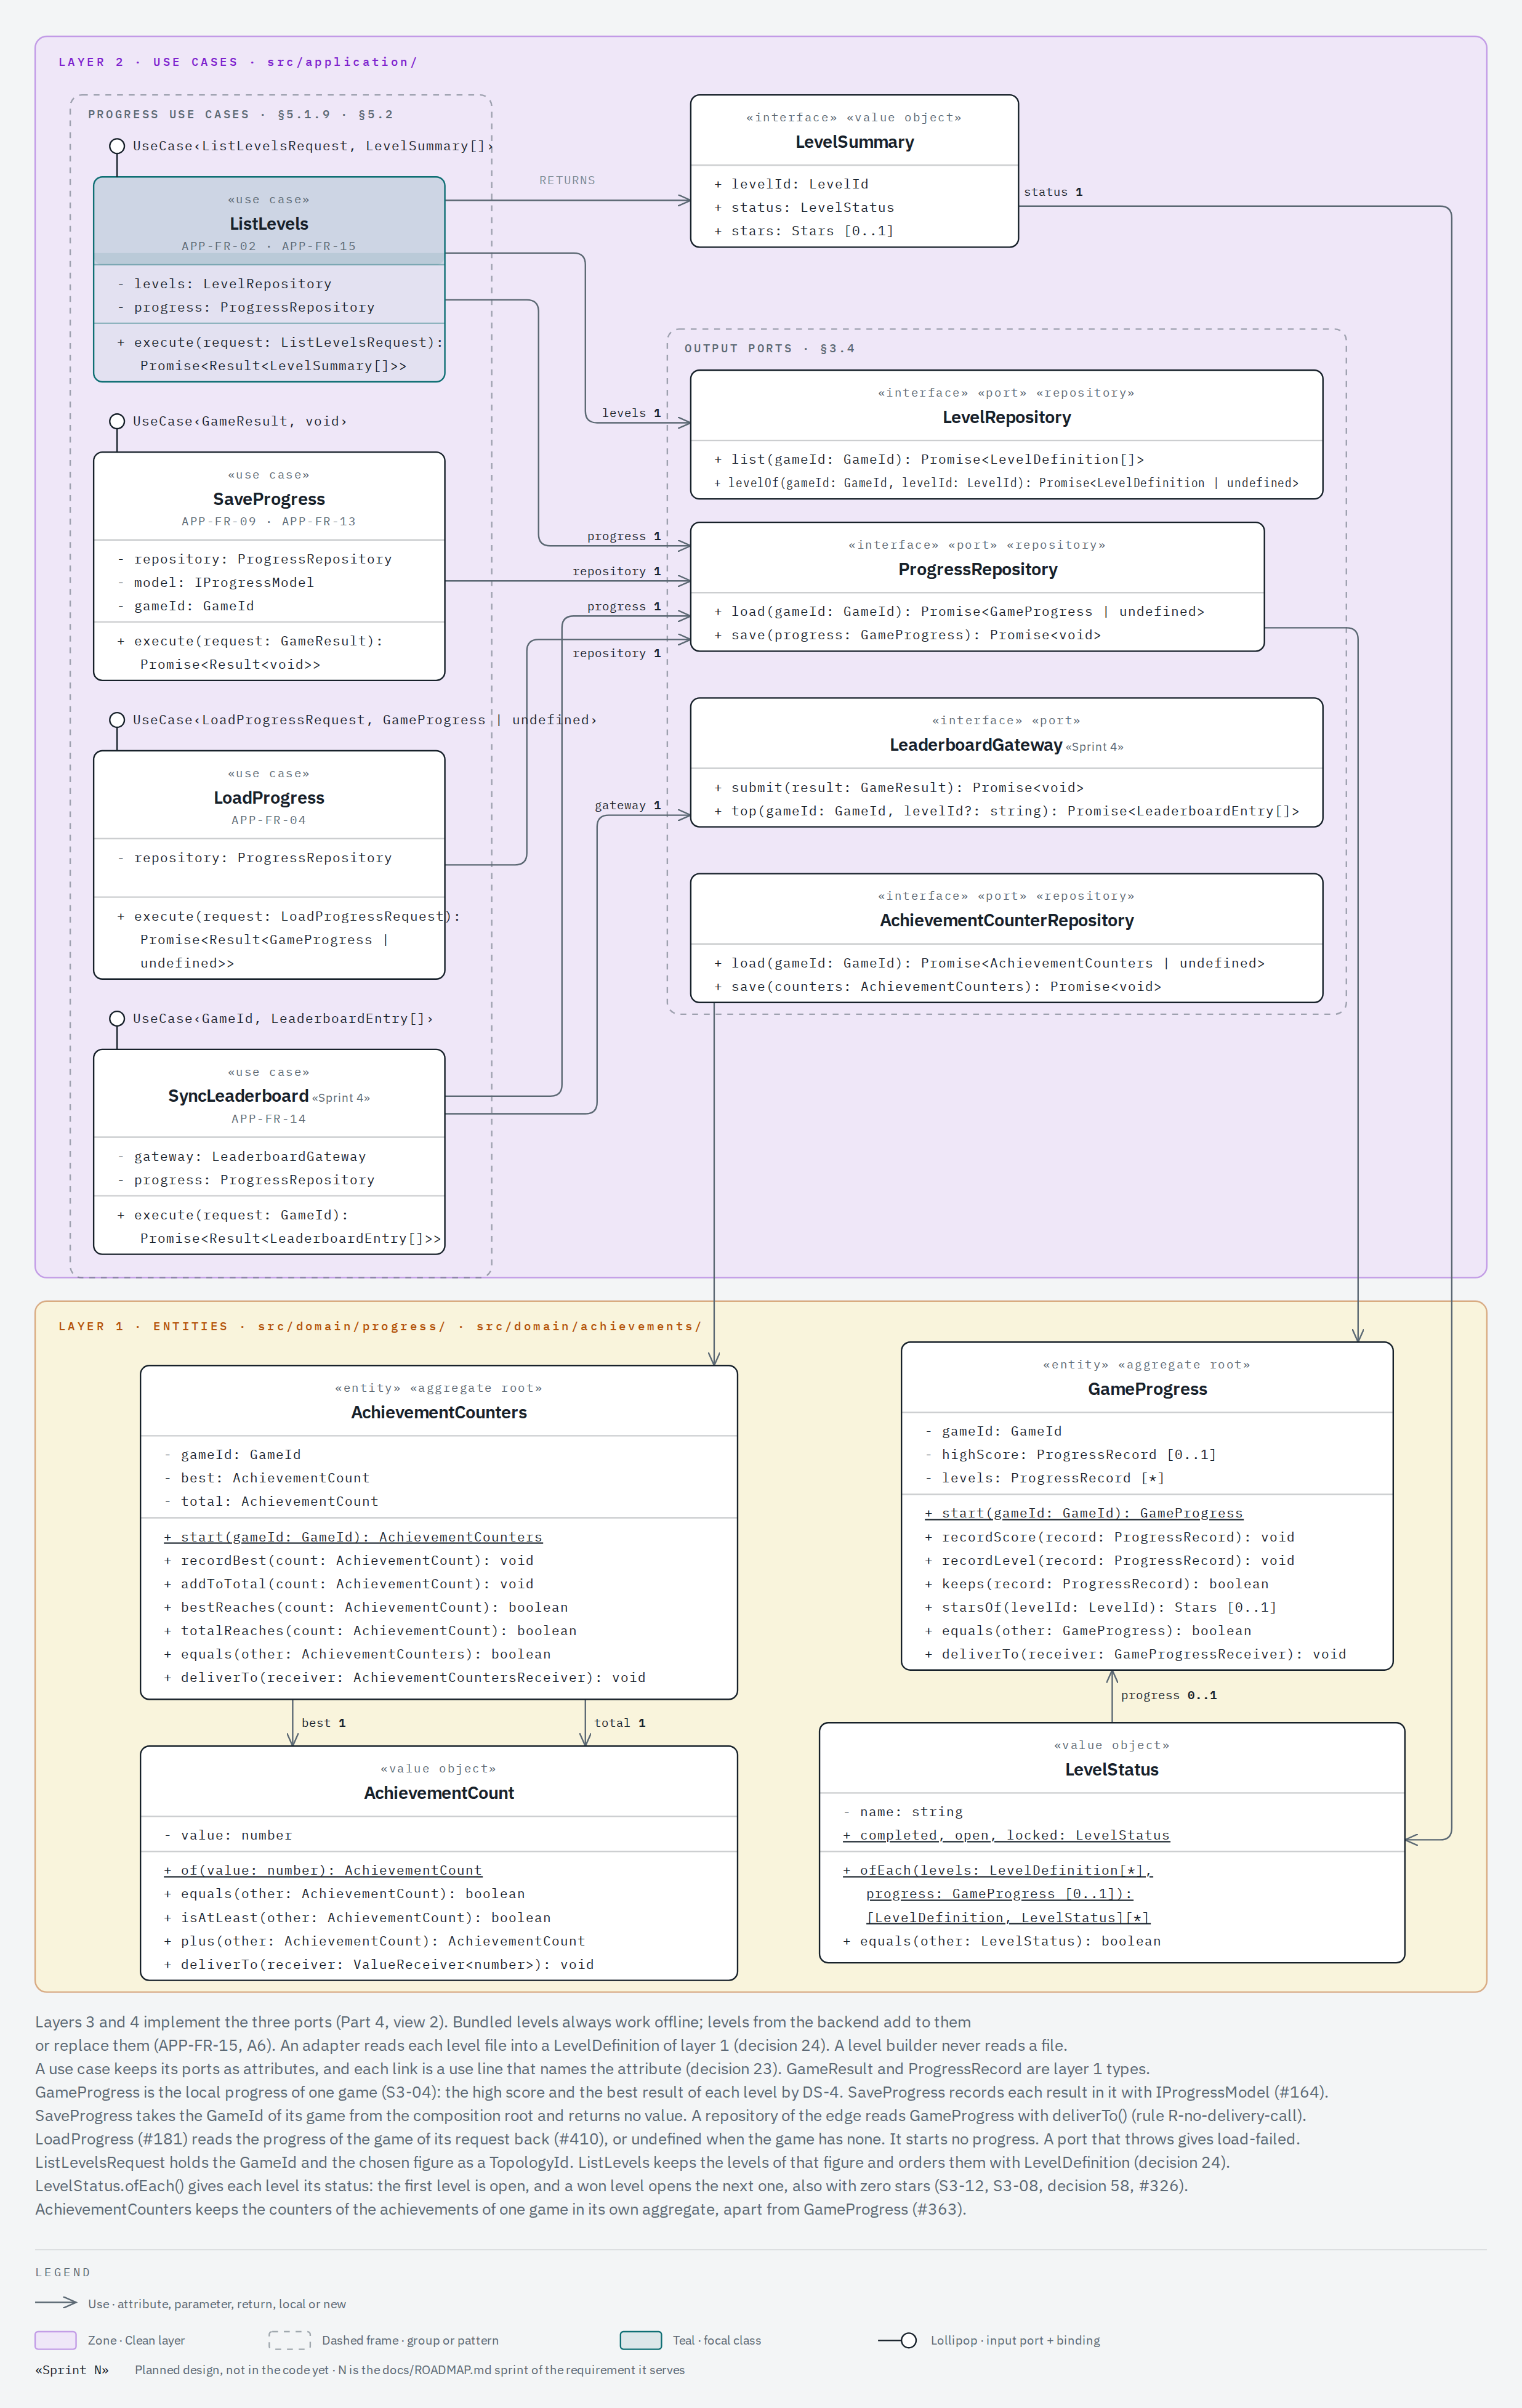 LAYER 2 · USE CASES · src/application/
PROGRESS USE CASES · §5.1.9 · §5.2
UseCase‹ListLevelsRequest, LevelSummary[]›
«use case»
ListLevels
APP-FR-02 · APP-FR-15
- levels: LevelRepository
- progress: ProgressRepository
+ execute(request: ListLevelsRequest):
Promise<Result<LevelSummary[]>>
RETURNS
«interface» «value object»
LevelSummary
+ levelId: LevelId
+ status: LevelStatus
+ stars: Stars [0..1]
status 1
UseCase‹GameResult, void›
«use case»
SaveProgress
APP-FR-09 · APP-FR-13
- repository: ProgressRepository
- model: IProgressModel
- gameId: GameId
+ execute(request: GameResult):
Promise<Result<void>>
UseCase‹LoadProgressRequest, GameProgress | undefined›
«use case»
LoadProgress
APP-FR-04
- repository: ProgressRepository
+ execute(request: LoadProgressRequest):
Promise<Result<GameProgress |
undefined>>
UseCase‹GameId, LeaderboardEntry[]›
«use case»
SyncLeaderboard «Sprint 4»
APP-FR-14
- gateway: LeaderboardGateway
- progress: ProgressRepository
+ execute(request: GameId):
Promise<Result<LeaderboardEntry[]>>
levels 1
progress 1
repository 1
progress 1
repository 1
gateway 1
OUTPUT PORTS · §3.4
«interface» «port» «repository»
LevelRepository
+ list(gameId: GameId): Promise<LevelDefinition[]>
+ levelOf(gameId: GameId, levelId: LevelId): Promise<LevelDefinition | undefined>
«interface» «port» «repository»
ProgressRepository
+ load(gameId: GameId): Promise<GameProgress | undefined>
+ save(progress: GameProgress): Promise<void>
«interface» «port»
LeaderboardGateway «Sprint 4»
+ submit(result: GameResult): Promise<void>
+ top(gameId: GameId, levelId?: string): Promise<LeaderboardEntry[]>
«interface» «port» «repository»
AchievementCounterRepository
+ load(gameId: GameId): Promise<AchievementCounters | undefined>
+ save(counters: AchievementCounters): Promise<void>
LAYER 1 · ENTITIES · src/domain/progress/ · src/domain/achievements/
«entity» «aggregate root»
AchievementCounters
- gameId: GameId
- best: AchievementCount
- total: AchievementCount
+ start(gameId: GameId): AchievementCounters
+ recordBest(count: AchievementCount): void
+ addToTotal(count: AchievementCount): void
+ bestReaches(count: AchievementCount): boolean
+ totalReaches(count: AchievementCount): boolean
+ equals(other: AchievementCounters): boolean
+ deliverTo(receiver: AchievementCountersReceiver): void
best 1
total 1
«value object»
AchievementCount
- value: number
+ of(value: number): AchievementCount
+ equals(other: AchievementCount): boolean
+ isAtLeast(other: AchievementCount): boolean
+ plus(other: AchievementCount): AchievementCount
+ deliverTo(receiver: ValueReceiver<number>): void
«entity» «aggregate root»
GameProgress
- gameId: GameId
- highScore: ProgressRecord [0..1]
- levels: ProgressRecord [*]
+ start(gameId: GameId): GameProgress
+ recordScore(record: ProgressRecord): void
+ recordLevel(record: ProgressRecord): void
+ keeps(record: ProgressRecord): boolean
+ starsOf(levelId: LevelId): Stars [0..1]
+ equals(other: GameProgress): boolean
+ deliverTo(receiver: GameProgressReceiver): void
progress 0..1
«value object»
LevelStatus
- name: string
+ completed, open, locked: LevelStatus
+ ofEach(levels: LevelDefinition[*],
progress: GameProgress [0..1]):
[LevelDefinition, LevelStatus][*]
+ equals(other: LevelStatus): boolean
Layers 3 and 4 implement the three ports (Part 4, view 2). Bundled levels always work offline; levels from the backend add to them
or replace them (APP-FR-15, A6). An adapter reads each level file into a LevelDefinition of layer 1 (decision 24). A level builder never reads a file.
A use case keeps its ports as attributes, and each link is a use line that names the attribute (decision 23). GameResult and ProgressRecord are layer 1 types.
GameProgress is the local progress of one game (S3-04): the high score and the best result of each level by DS-4. SaveProgress records each result in it with IProgressModel (#164).
SaveProgress takes the GameId of its game from the composition root and returns no value. A repository of the edge reads GameProgress with deliverTo() (rule R-no-delivery-call).
LoadProgress (#181) reads the progress of the game of its request back (#410), or undefined when the game has none. It starts no progress. A port that throws gives load-failed.
ListLevelsRequest holds the GameId and the chosen figure as a TopologyId. ListLevels keeps the levels of that figure and orders them with LevelDefinition (decision 24).
LevelStatus.ofEach() gives each level its status: the first level is open, and a won level opens the next one, also with zero stars (S3-12, S3-08, decision 58, #326).
AchievementCounters keeps the counters of the achievements of one game in its own aggregate, apart from GameProgress (#363).
LEGEND
Use · attribute, parameter, return, local or new
Zone · Clean layer
Dashed frame · group or pattern
Teal · focal class
Lollipop · input port + binding
«Sprint N»
Planned design, not in the code yet · N is the docs/ROADMAP.md sprint of the requirement it serves